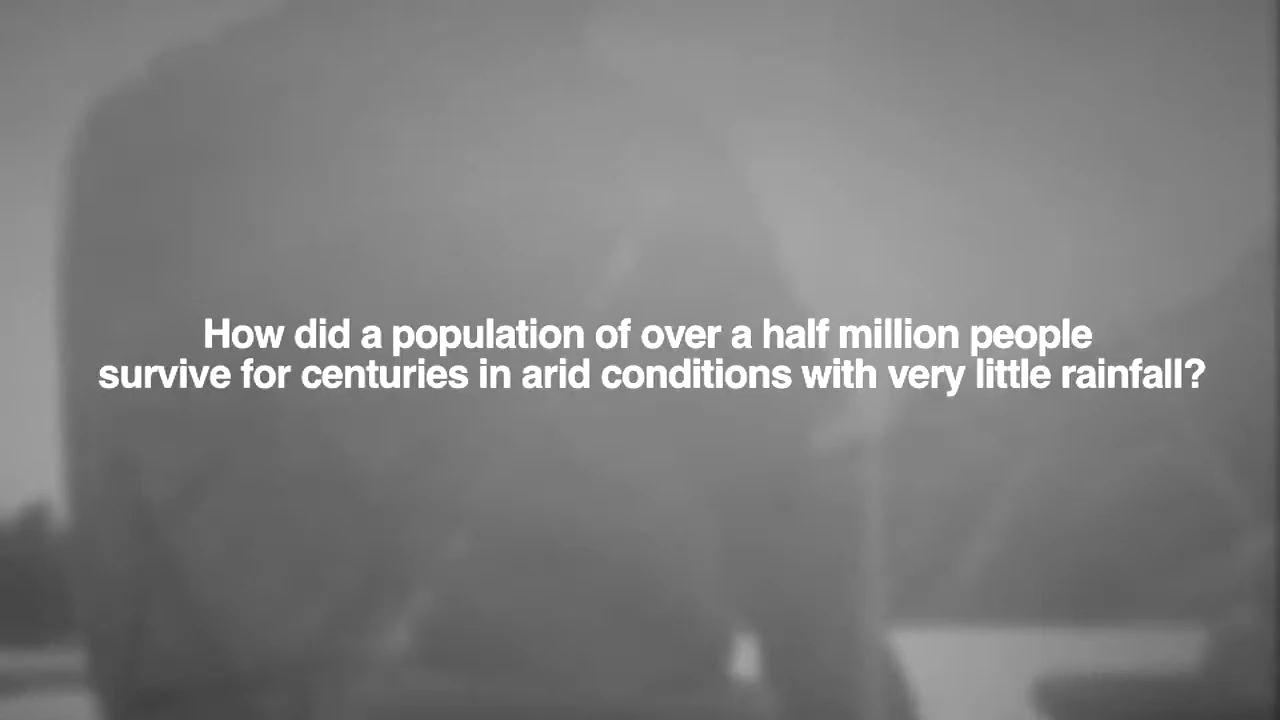 How did a population of over a half million people
survive for centuries in arid conditions with very little rainfall?